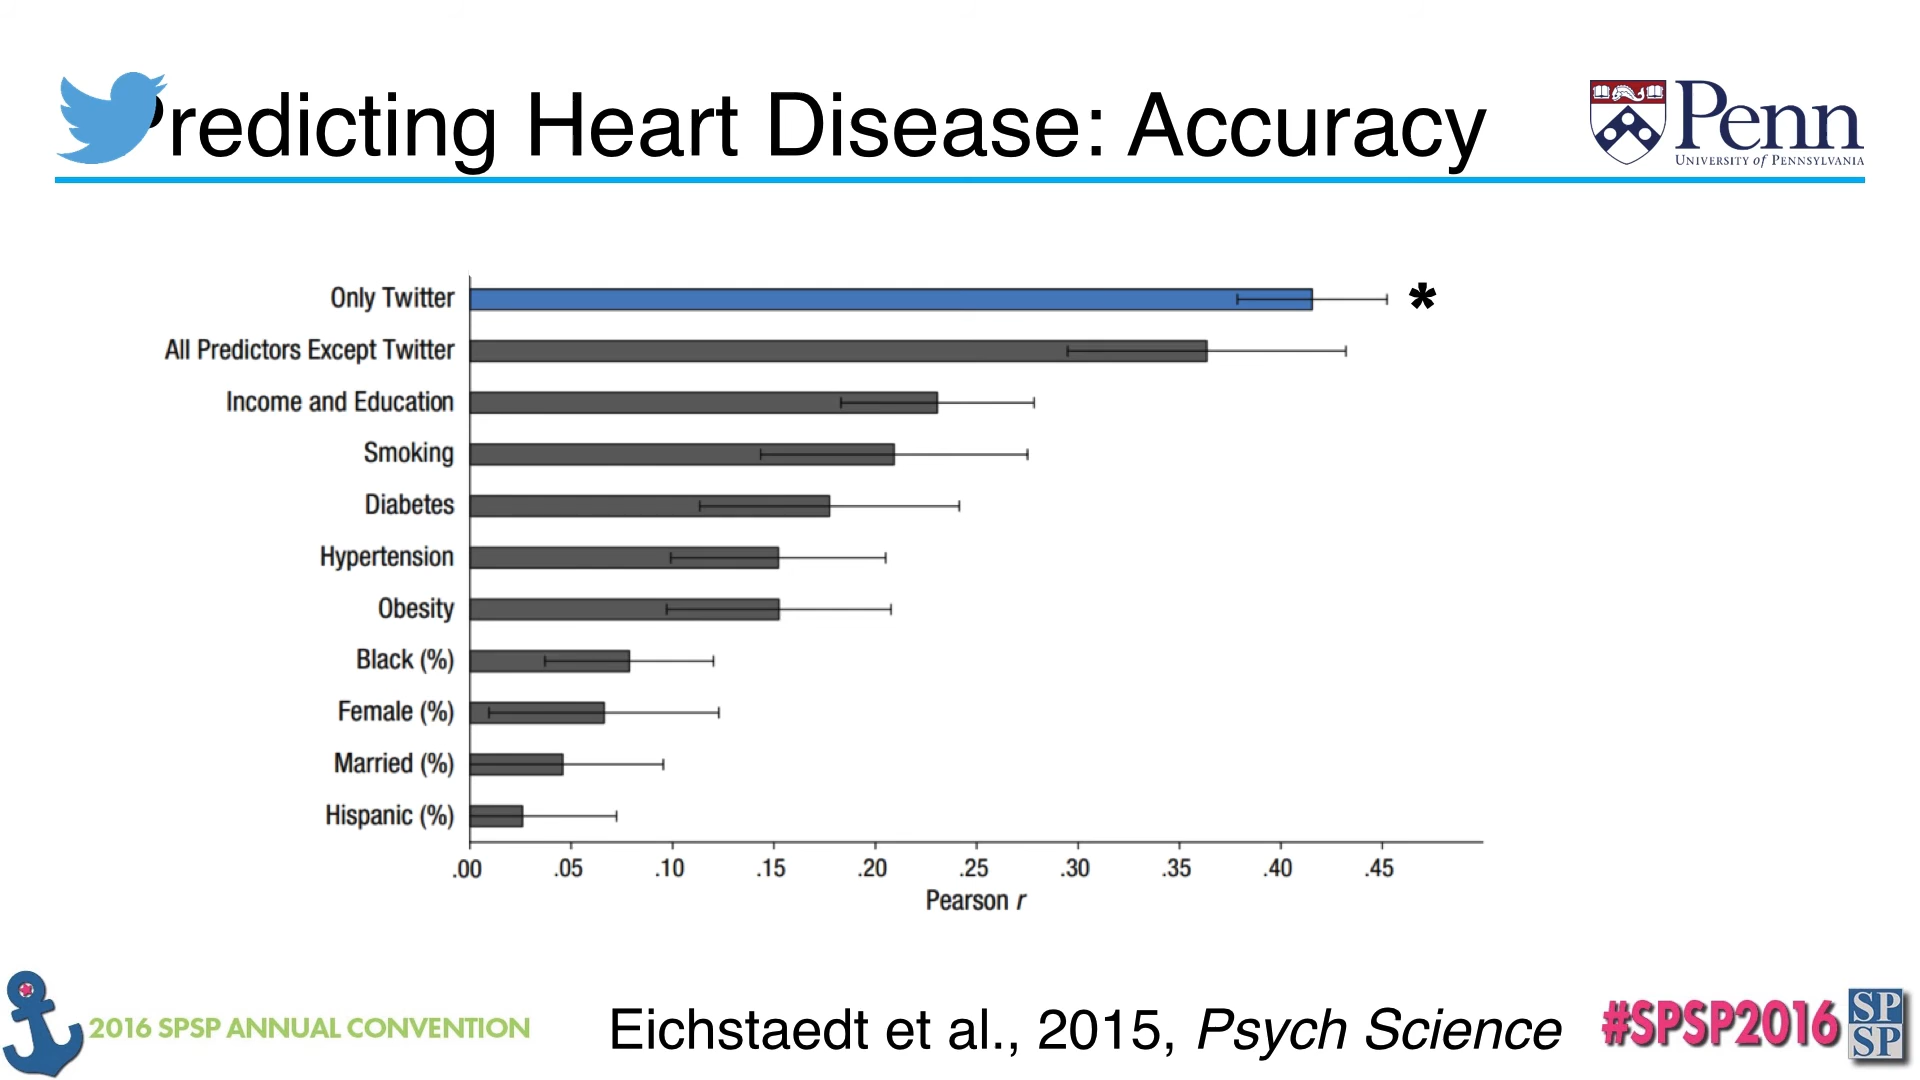 Predicting Heart Disease: Accuracy
Penn
UNIVERSITY of PENNSYLVANIA
Only Twitter
*
All Predictors Except Twitter
Income and Education
Smoking
Diabetes
Hypertension
Obesity
Black (%)
Female (%)
Married (%)
Hispanic (%)
.00 .05 .10 .15 .20 .25 .30 .35 .40 .45
Pearson r
2016 SPSP ANNUAL CONVENTION
Eichstaedt et al., 2015, Psych Science
#SPSP2016
SP
SP